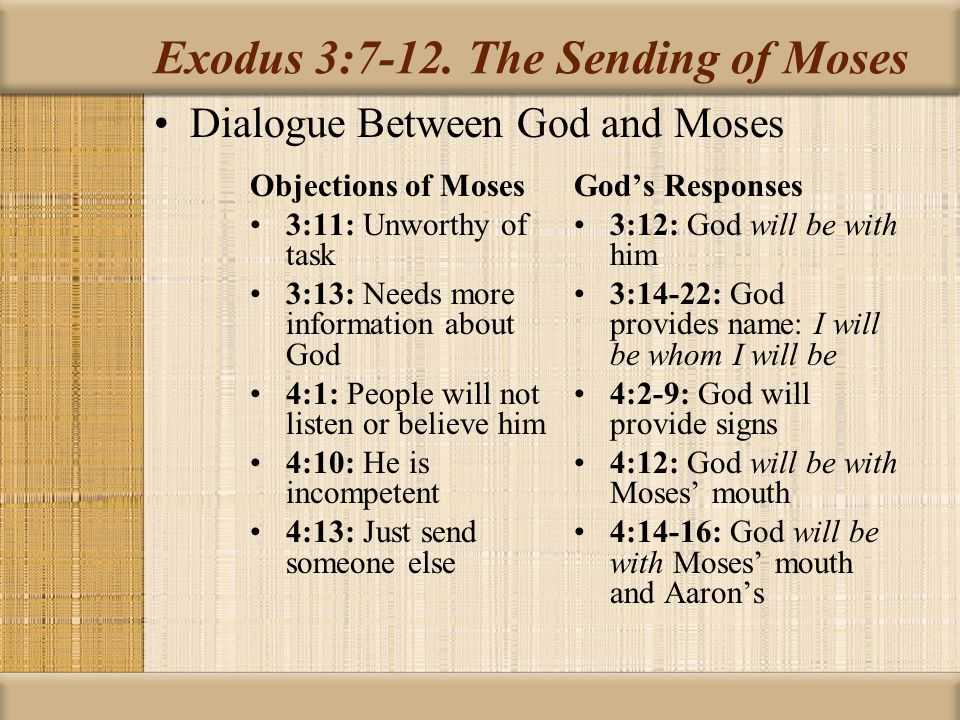 Exodus 3:7-12. The Sending of Moses
• Dialogue Between God and Moses
Objections of Moses
• 3:11: Unworthy of
task
• 3:13: Needs more
information about
God
• 4:1: People will not
listen or believe him
• 4:10: He is
incompetent
• 4:13: Just send
someone else
God’s Responses
• 3:12: God will be with
him
• 3:14-22: God
provides name: I will
be whom I will be
• 4:2-9: God will
provide signs
• 4:12: God will be with
Moses’ mouth
• 4:14-16: God will be
with Moses’ mouth
and Aaron’s